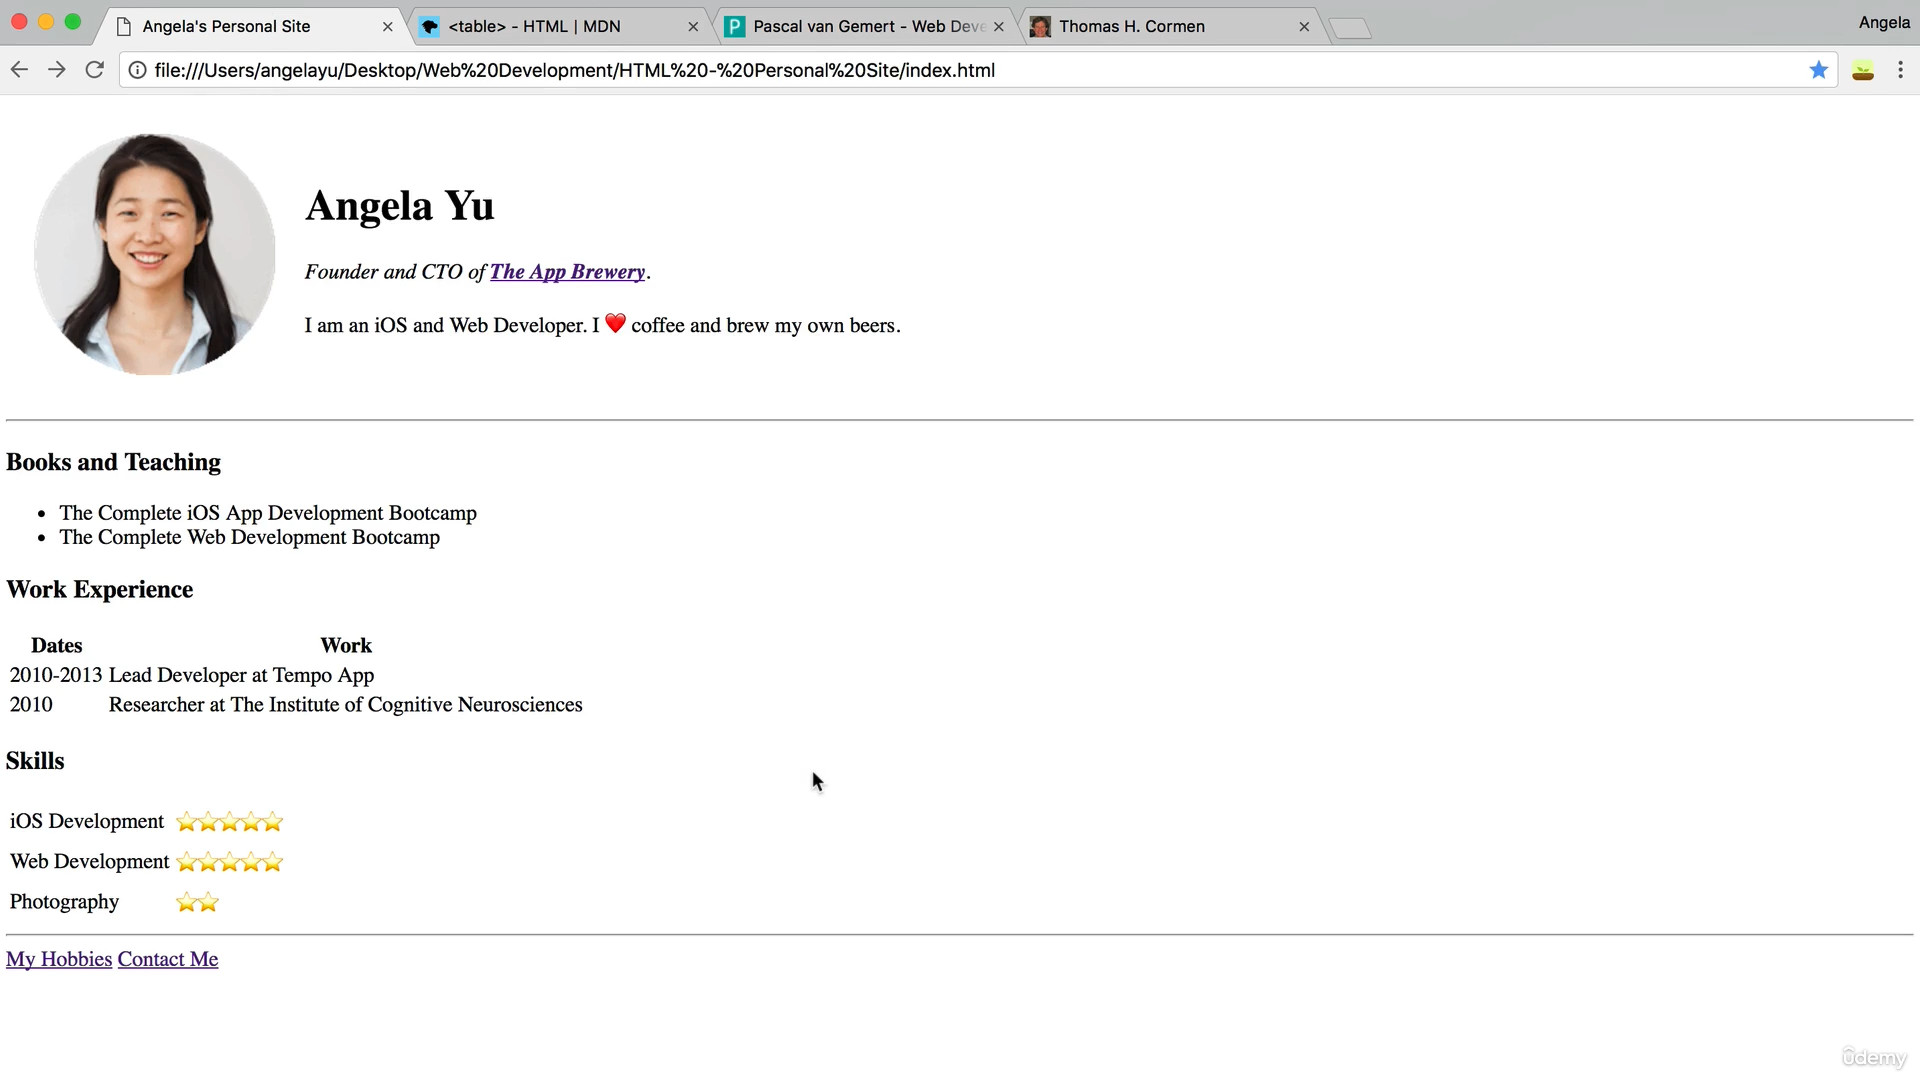 Angela's Personal Site
<table> - HTML | MDN
Pascal van Gemert - Web Deve
Thomas H. Cormen
Angela
file:///Users/angelayu/Desktop/Web%20Development/HTML%20-%20Personal%20Site/index.html
Angela Yu
Founder and CTO of The App Brewery.
I am an iOS and Web Developer. I ❤️ coffee and brew my own beers.
Books and Teaching
• The Complete iOS App Development Bootcamp
• The Complete Web Development Bootcamp
Work Experience
Dates Work
2010-2013 Lead Developer at Tempo App
2010 Researcher at The Institute of Cognitive Neurosciences
Skills
iOS Development ⭐⭐⭐⭐⭐
Web Development ⭐⭐⭐⭐⭐
Photography ⭐⭐
My Hobbies Contact Me
ûdemy